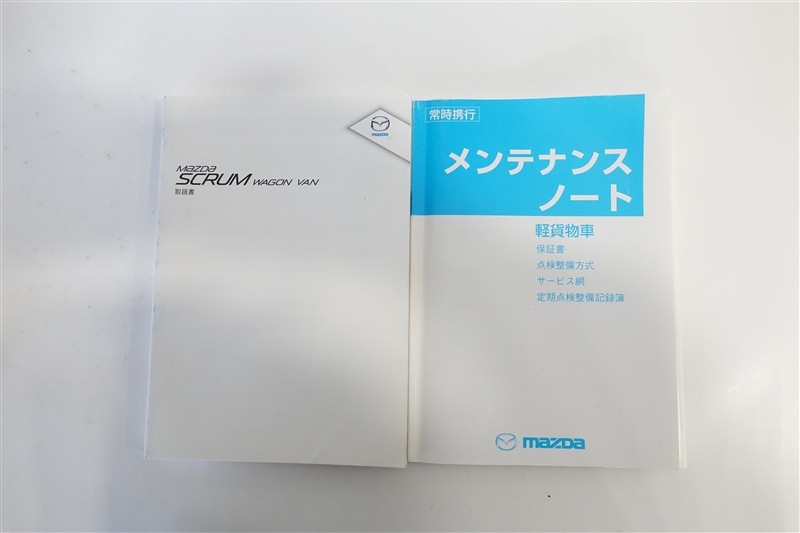 mazda
MAZDA
SCRUM WAGON VAN
取扱書
常時携行
メンテナンス
ノート
軽貨物車
保証書
点検整備方式
サービス網
定期点検整備記録簿
mazda